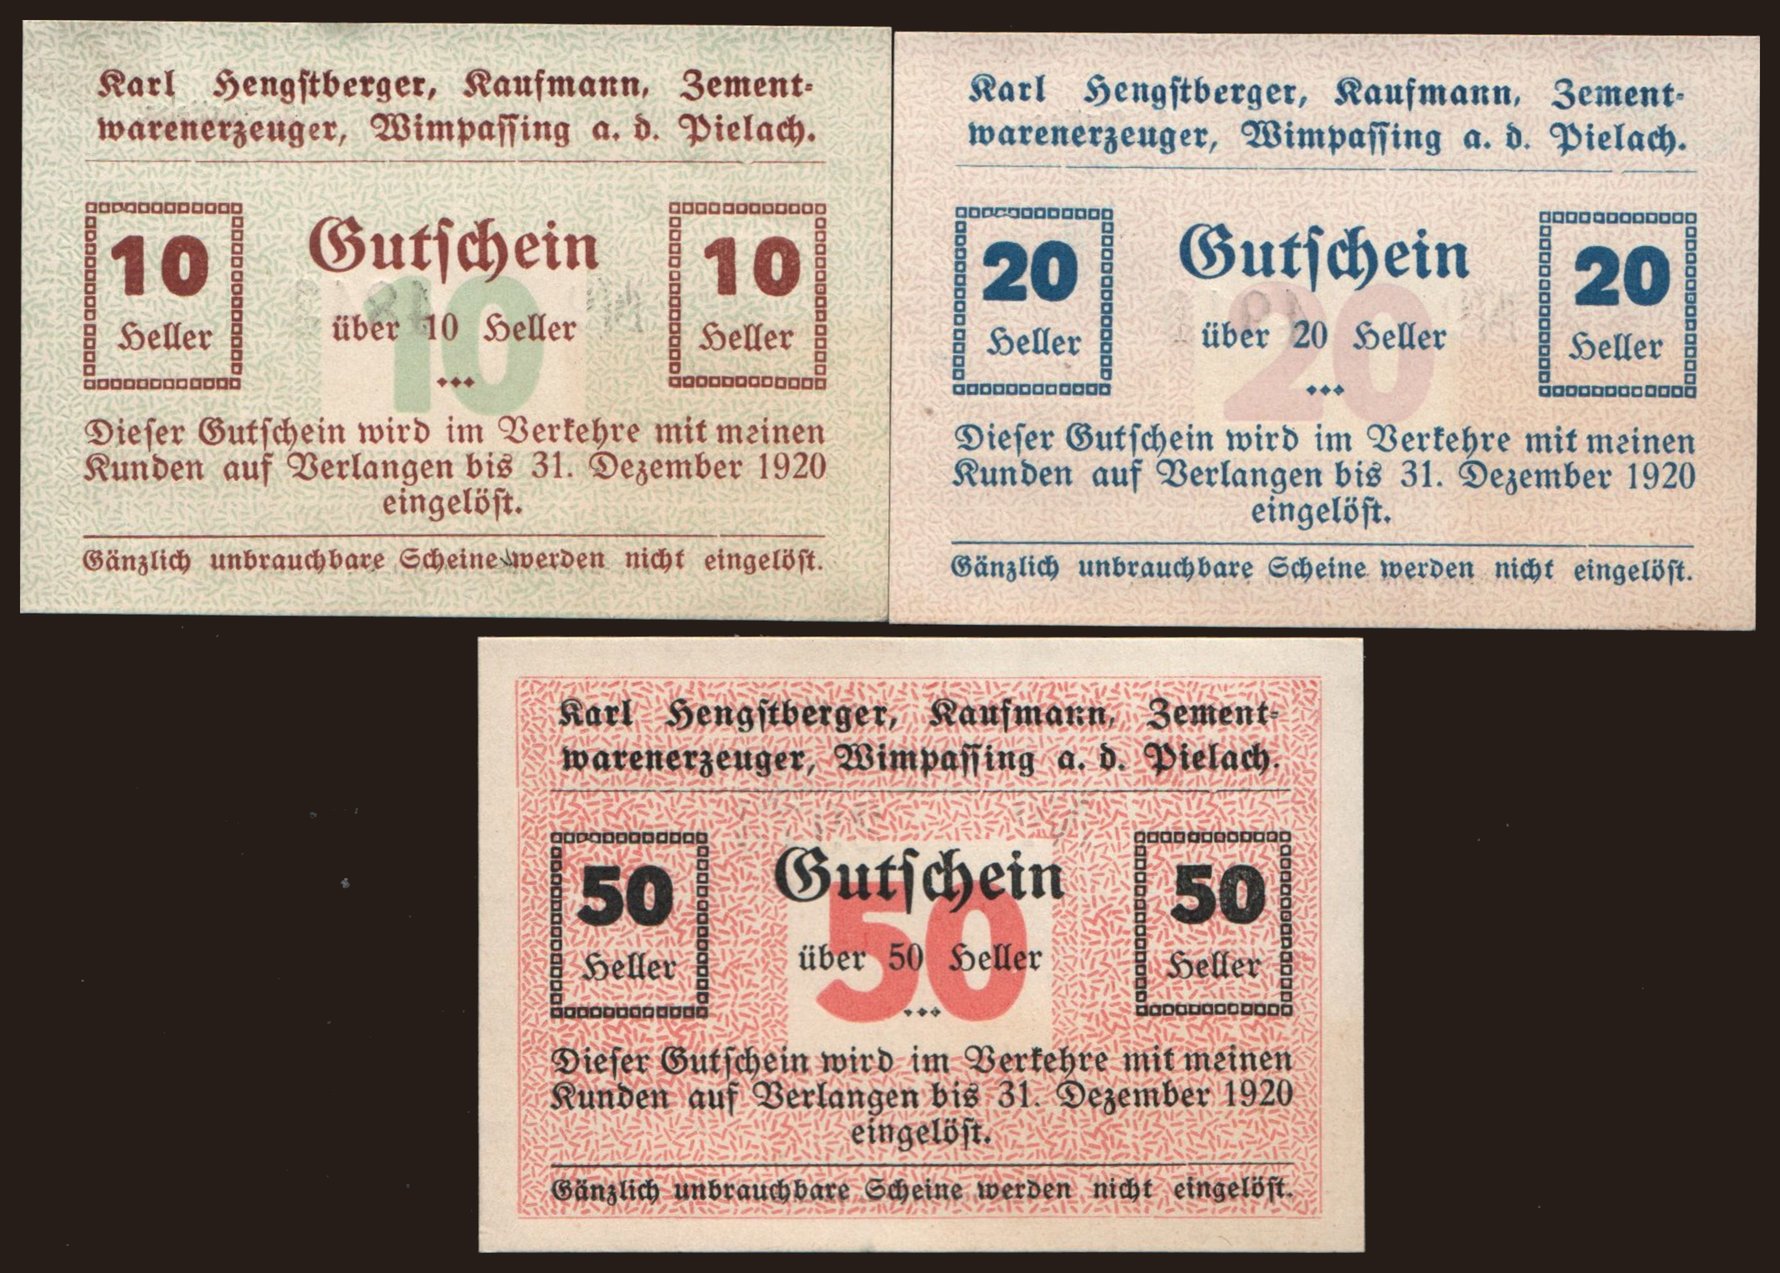 Karl Hengstberger, Kaufmann, Zement-
warenerzeuger, Wimpassing a. d. Pielach.
10
Heller
Gutschein
10
über 10 Heller
10
Heller
Dieser Gutschein wird im Verkehre mit meinen
Kunden auf Verlangen bis 31. Dezember 1920
eingelöst.
Gänzlich unbrauchbare Scheine werden nicht eingelöst.
Karl Hengstberger, Kaufmann, Zement-
warenerzeuger, Wimpassing a. d. Pielach.
20
Heller
Gutschein
20
über 20 Heller
20
Heller
Dieser Gutschein wird im Verkehre mit meinen
Kunden auf Verlangen bis 31. Dezember 1920
eingelöst.
Gänzlich unbrauchbare Scheine werden nicht eingelöst.
Karl Hengstberger, Kaufmann, Zement-
warenerzeuger, Wimpassing a. d. Pielach.
50
Heller
Gutschein
50
über 50 Heller
50
Heller
Dieser Gutschein wird im Verkehre mit meinen
Kunden auf Verlangen bis 31. Dezember 1920
eingelöst.
Gänzlich unbrauchbare Scheine werden nicht eingelöst.